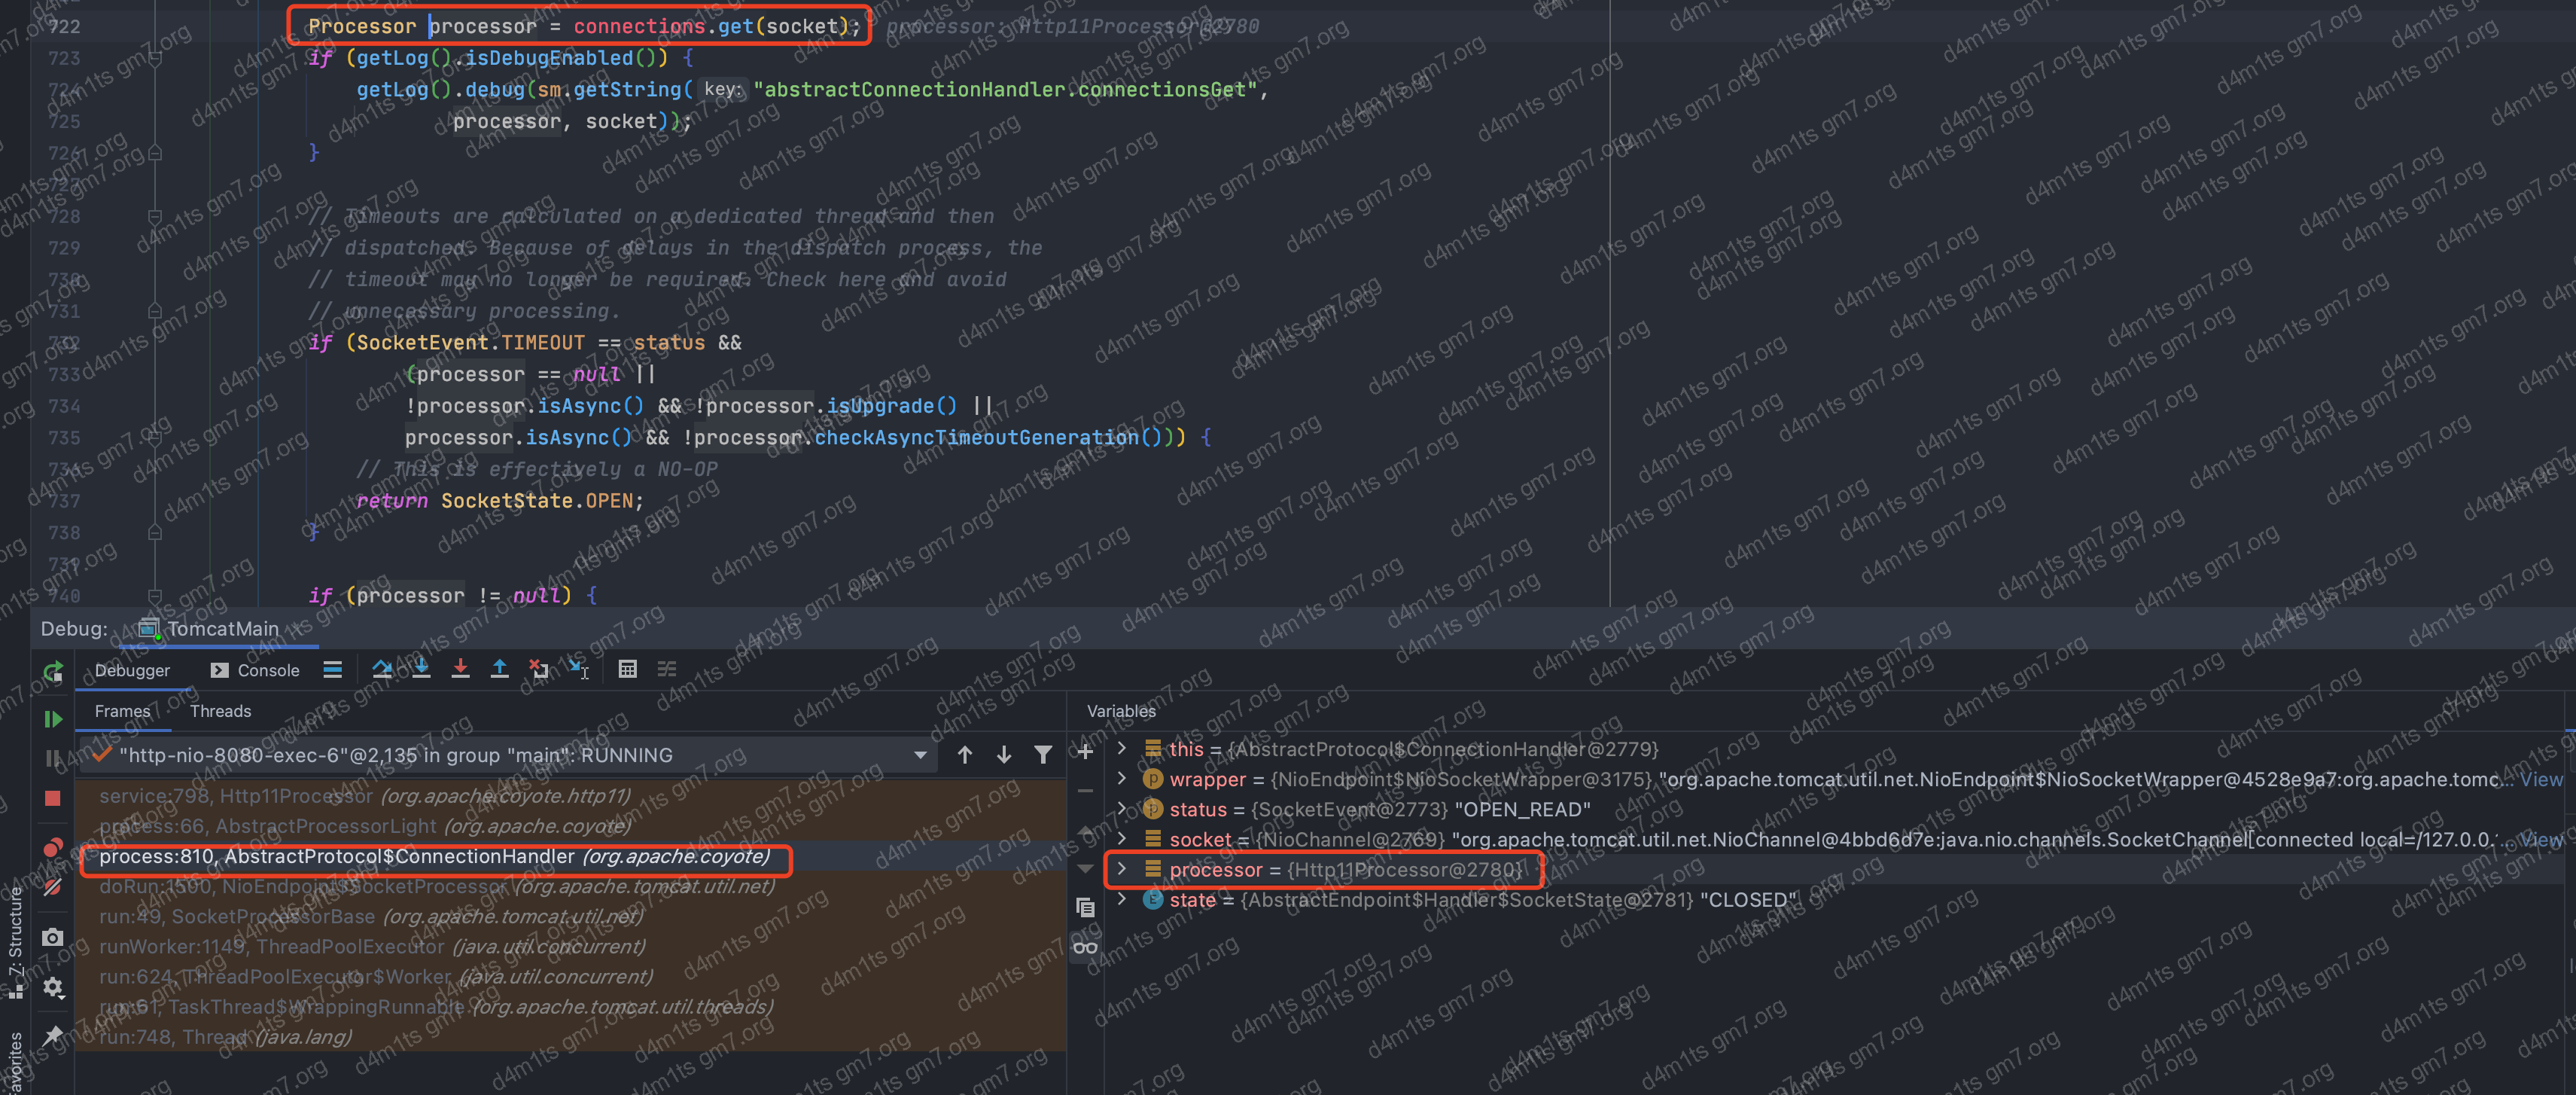 722 Processor processor = connections.get(socket); processor: Http11Processor@2780
723 if (getLog().isDebugEnabled()) {
724 getLog().debug(sm.getString( key: "abstractConnectionHandler.connectionsGet",
725 processor, socket));
726 }
727
728 // Timeouts are calculated on a dedicated thread and then
729 // dispatched. Because of delays in the dispatch process, the
730 // timeout may no longer be required. Check here and avoid
731 // unnecessary processing.
732 if (SocketEvent.TIMEOUT == status &&
733 (processor == null ||
734 !processor.isAsync() && !processor.isUpgrade() ||
735 processor.isAsync() && !processor.checkAsyncTimeoutGeneration())) {
736 // This is effectively a NO-OP
737 return SocketState.OPEN;
738 }
739
740 if (processor != null) {
Debug: TomcatMain
Debugger Console
Frames Threads
Variables
"http-nio-8080-exec-6"@2,135 in group "main": RUNNING
service:798, Http11Processor (org.apache.coyote.http11)
process:66, AbstractProcessorLight (org.apache.coyote)
process:810, AbstractProtocol$ConnectionHandler (org.apache.coyote)
doRun:1590, NioEndpoint$SocketProcessor (org.apache.tomcat.util.net)
run:49, SocketProcessorBase (org.apache.tomcat.util.net)
runWorker:1149, ThreadPoolExecutor (java.util.concurrent)
run:624, ThreadPoolExecutor$Worker (java.util.concurrent)
run:61, TaskThread$WrappingRunnable (org.apache.tomcat.util.threads)
run:748, Thread (java.lang)
this = {AbstractProtocol$ConnectionHandler@2779}
wrapper = {NioEndpoint$NioSocketWrapper@3175} "org.apache.tomcat.util.net.NioEndpoint$NioSocketWrapper@4528e9a7:org.apache.tomc... View
status = {SocketEvent@2773} "OPEN_READ"
socket = {NioChannel@2769} "org.apache.tomcat.util.net.NioChannel@4bbd6d7e:java.nio.channels.SocketChannel[connected local=/127.0.0.... View
processor = {Http11Processor@2780}
state = {AbstractEndpoint$Handler$SocketState@2781} "CLOSED"
Z: Structure
avorites
d4m1ts gm7.org